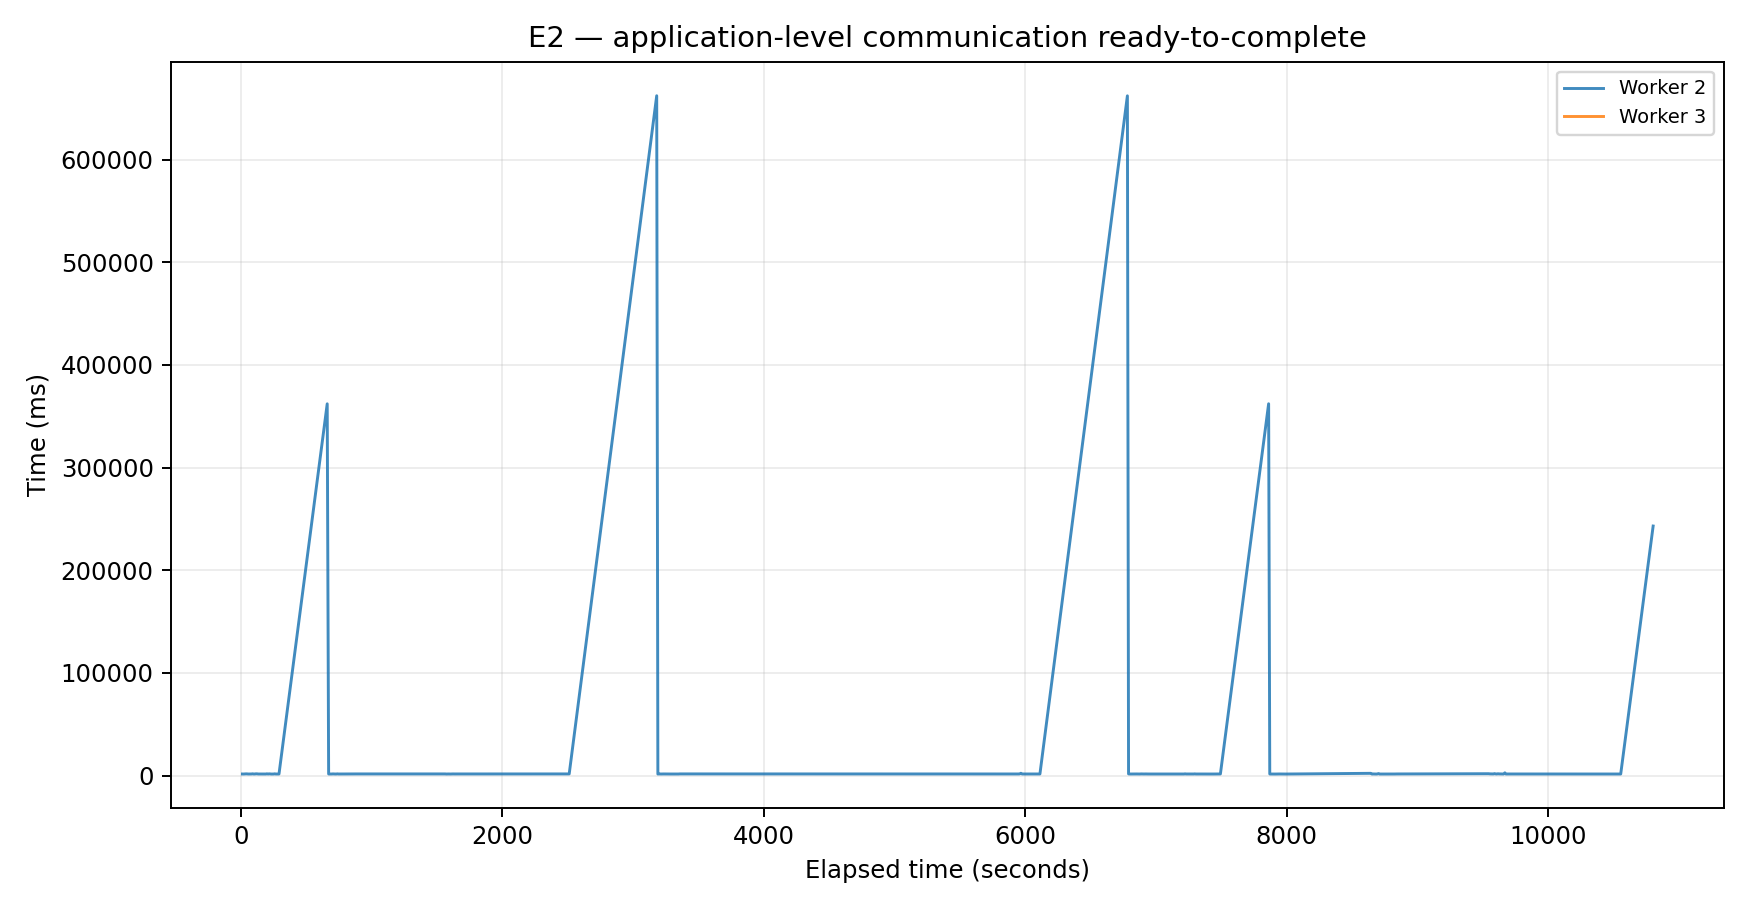 E2 — application-level communication ready-to-complete
Worker 2
Worker 3
Time (ms)
600000
500000
400000
300000
200000
100000
0
0 2000 4000 6000 8000 10000
Elapsed time (seconds)